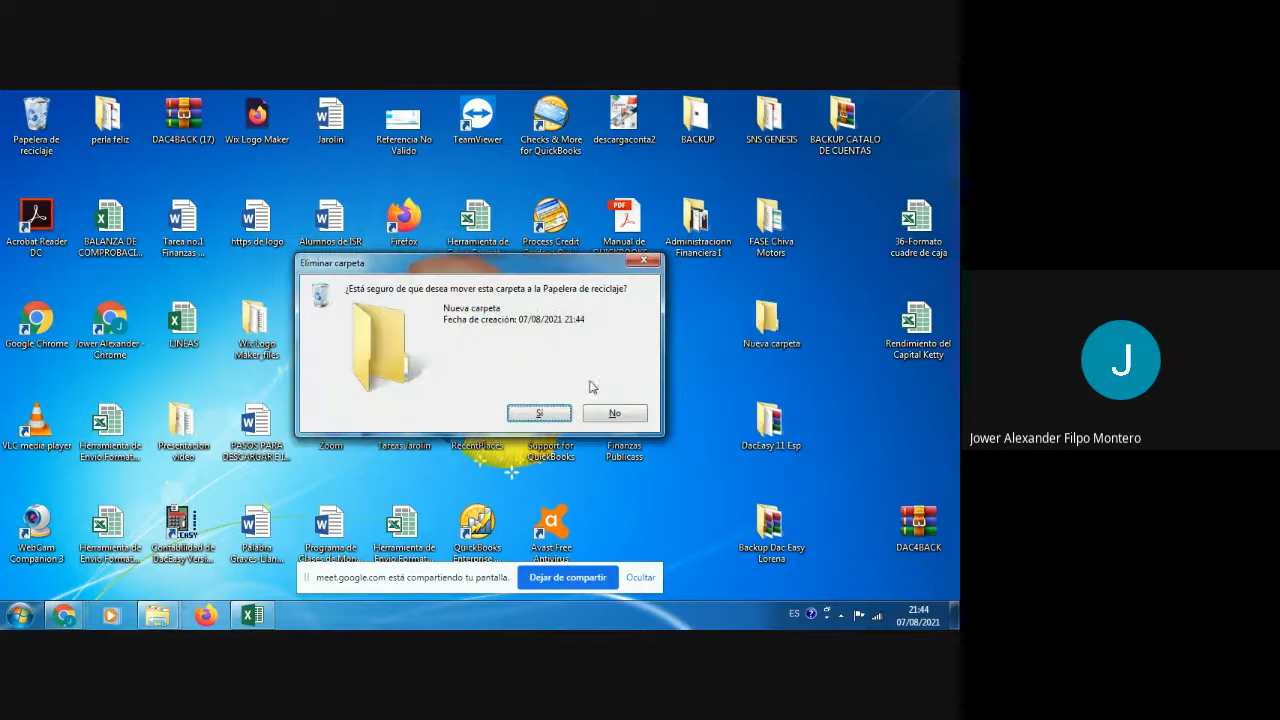 Papelera de
reciclaje
perla feliz
DAC4BACK (17)
Wix Logo Maker
Jarolin
Referencia No
Valido
TeamViewer
Checks & More
for QuickBooks
descargaconta2
BACKUP
SNS GENESIS
BACKUP CATALO
DE CUENTAS
Acrobat Reader
DC
BALANZA DE
COMPROBACI...
Tarea no.1
Finanzas ...
https de logo
Alumnos de ISR
Firefox
Herramienta de
Process Credit
PDF
Manual de
Administracionn
Financiera I
FASE Chiva
Motors
36-Formato
cuadre de caja
Eliminar carpeta
¿Está seguro de que desea mover esta carpeta a la Papelera de reciclaje?
Nueva carpeta
Fecha de creación: 07/08/2021 21:44
Sí
No
Google Chrome
Jower Alexander -
Chrome
LINEAS
Wix Logo
Maker_files
Nueva carpeta
Rendimiento del
Capital Ketty
VLC media player
Herramienta de
Envio Format...
Presentacion
video
PASOS PARA
DESCARGAR E I...
Zoom
Tareas Jarolin
RecentPlaces
Support for
QuickBooks
Finanzas
Publicass
DacEasy 11 Esp
WebCam
Companion 3
Herramienta de
Envio Format...
EASY
Contabilidad de
DacEasy Versi...
Palabra
Graves-Llan...
Programa de
Clases de Mon...
Herramienta de
Envio Format...
QuickBooks
Enterprise ...
Avast Free
Antivirus
Backup Dac Easy
Lorena
DAC4BACK
meet.google.com está compartiendo tu pantalla.
Dejar de compartir
Ocultar
ES
21:44
07/08/2021
J
Jower Alexander Filpo Montero